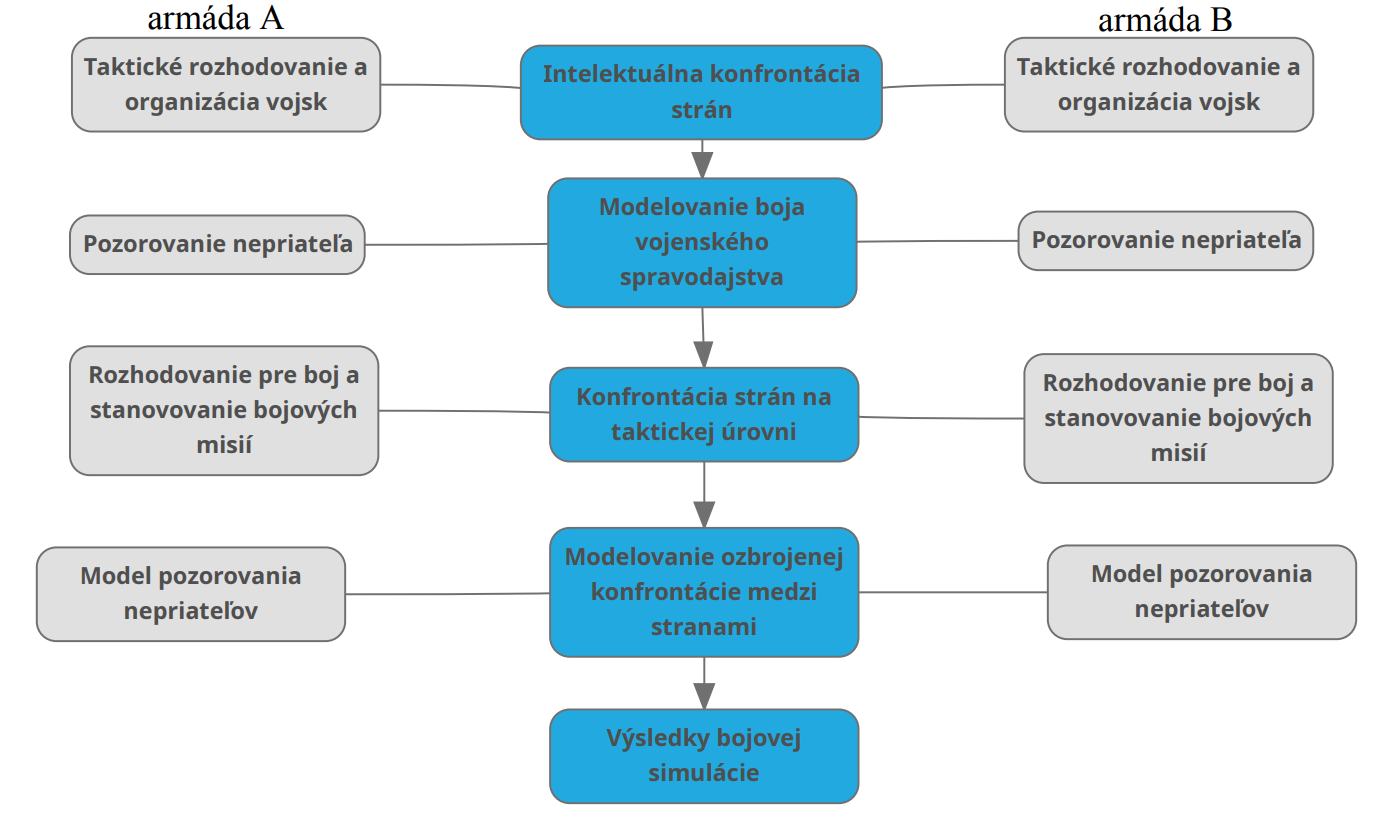 armáda A
armáda B
Taktické rozhodovanie a
organizácia vojsk
Intelektuálna konfrontácia
strán
Taktické rozhodovanie a
organizácia vojsk
Pozorovanie nepriateľa
Modelovanie boja
vojenského
spravodajstva
Pozorovanie nepriateľa
Rozhodovanie pre boj a
stanovovanie bojových
misií
Konfrontácia strán na
taktickej úrovni
Rozhodovanie pre boj a
stanovovanie bojových
misií
Model pozorovania
nepriateľov
Modelovanie ozbrojenej
konfrontácie medzi
stranami
Model pozorovania
nepriateľov
Výsledky bojovej
simulácie